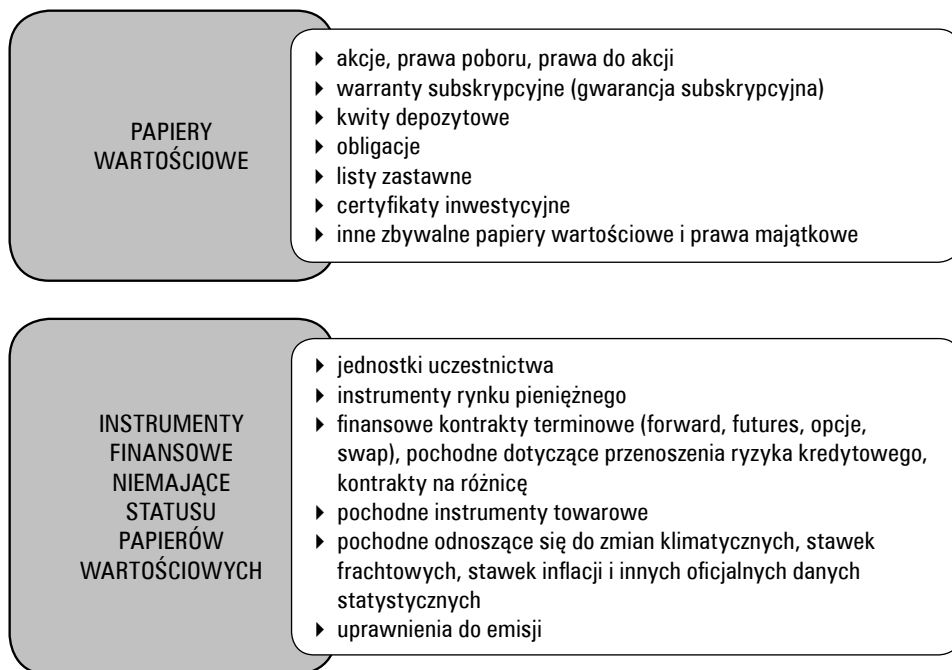 PAPIERY
WARTOŚCIOWE
‣ akcje, prawa poboru, prawa do akcji
‣ warranty subskrypcyjne (gwarancja subskrypcyjna)
‣ kwity depozytowe
‣ obligacje
‣ listy zastawne
‣ certyfikaty inwestycyjne
‣ inne zbywalne papiery wartościowe i prawa majątkowe
INSTRUMENTY
FINANSOWE
NIEMAJĄCE
STATUSU
PAPIERÓW
WARTOŚCIOWYCH
‣ jednostki uczestnictwa
‣ instrumenty rynku pieniężnego
‣ finansowe kontrakty terminowe (forward, futures, opcje,
swap), pochodne dotyczące przenoszenia ryzyka kredytowego,
kontrakty na różnicę
‣ pochodne instrumenty towarowe
‣ pochodne odnoszące się do zmian klimatycznych, stawek
frachtowych, stawek inflacji i innych oficjalnych danych
statystycznych
‣ uprawnienia do emisji